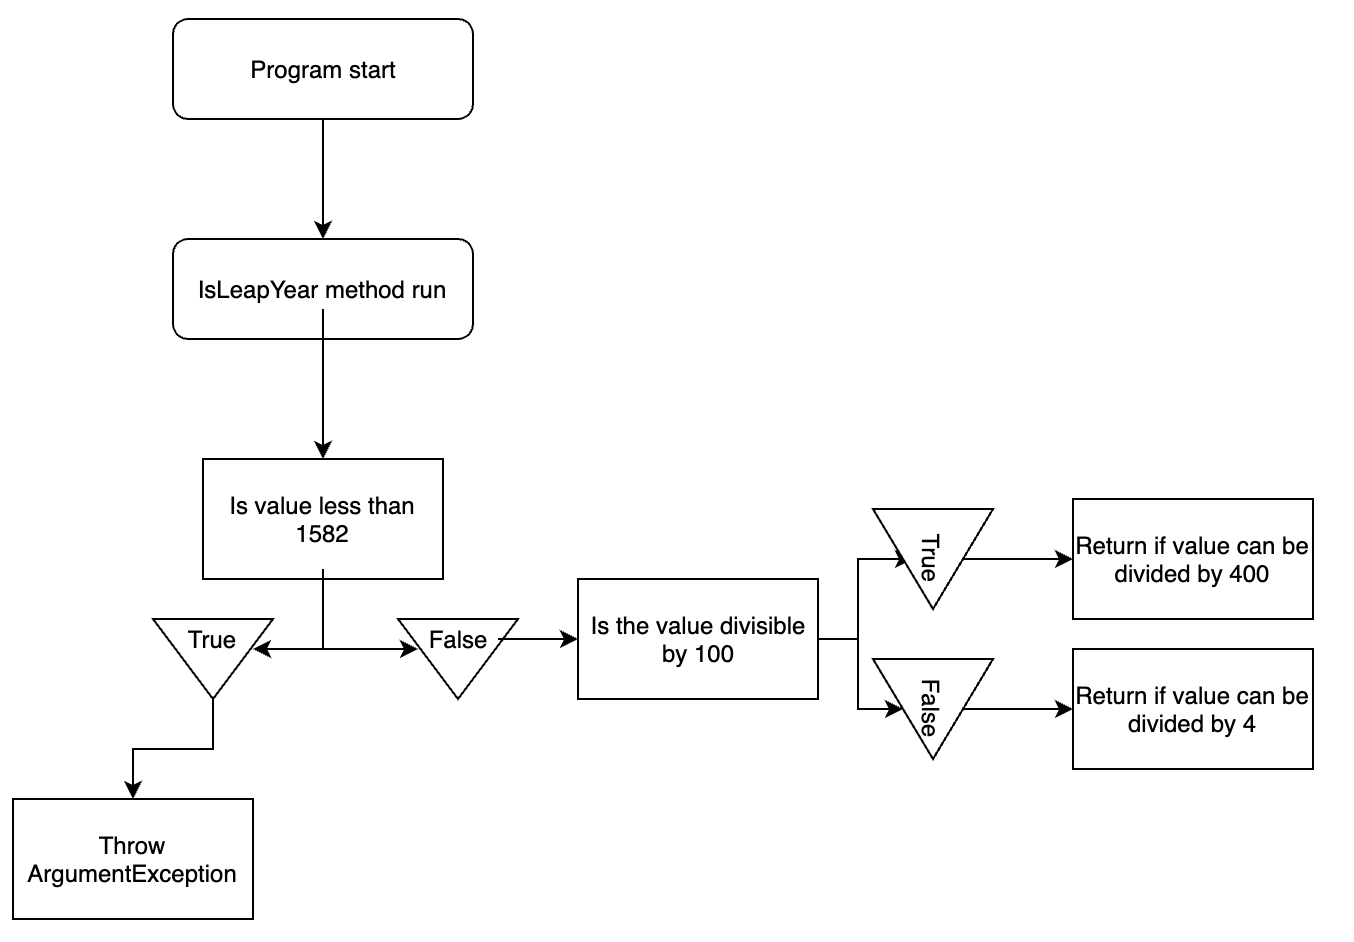 Program start
IsLeapYear method run
Is value less than
1582
True
False
Is the value divisible
by 100
True
Return if value can be
divided by 400
False
Return if value can be
divided by 4
Throw
ArgumentException